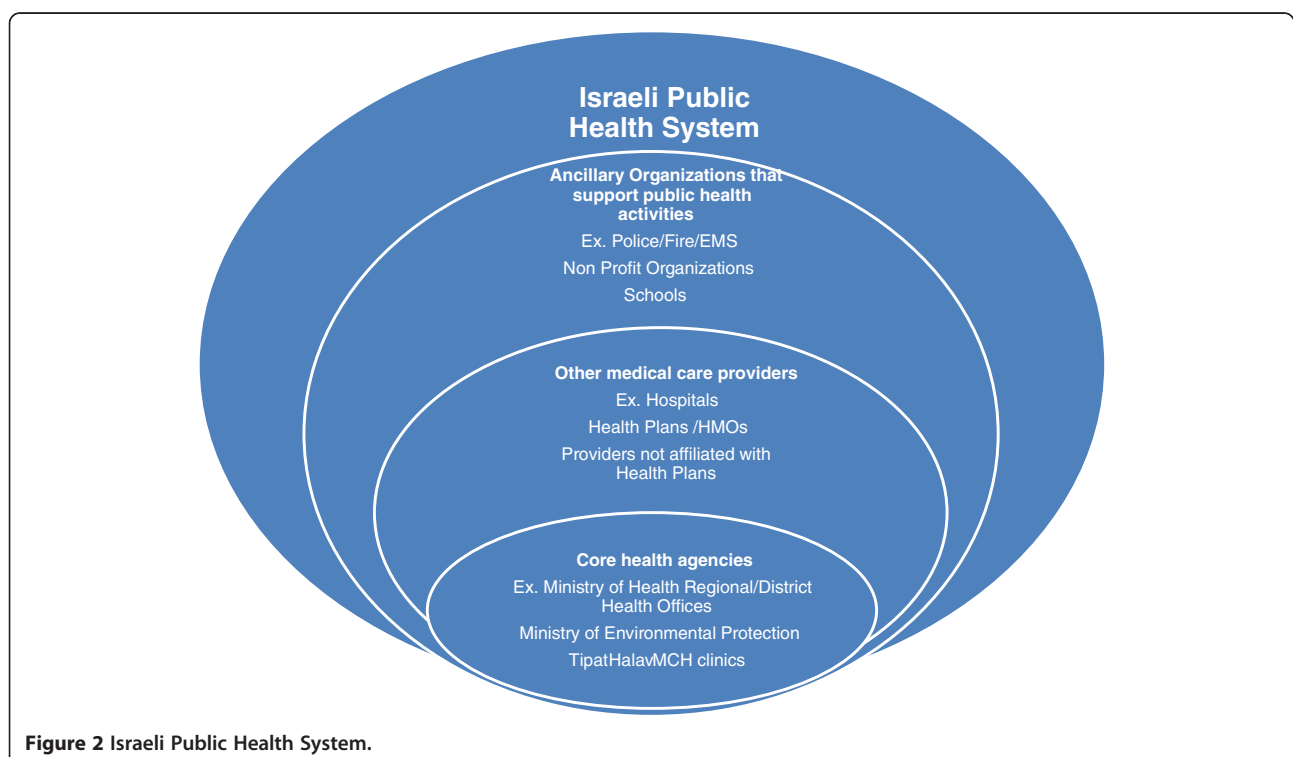 Israeli Public
Health System
Ancillary Organizations that
support public health
activities
Ex. Police/Fire/EMS
Non Profit Organizations
Schools
Other medical care providers
Ex. Hospitals
Health Plans /HMOs
Providers not affiliated with
Health Plans
Core health agencies
Ex. Ministry of Health Regional/District
Health Offices
Ministry of Environmental Protection
TipatHalavMCH clinics
Figure 2 Israeli Public Health System.